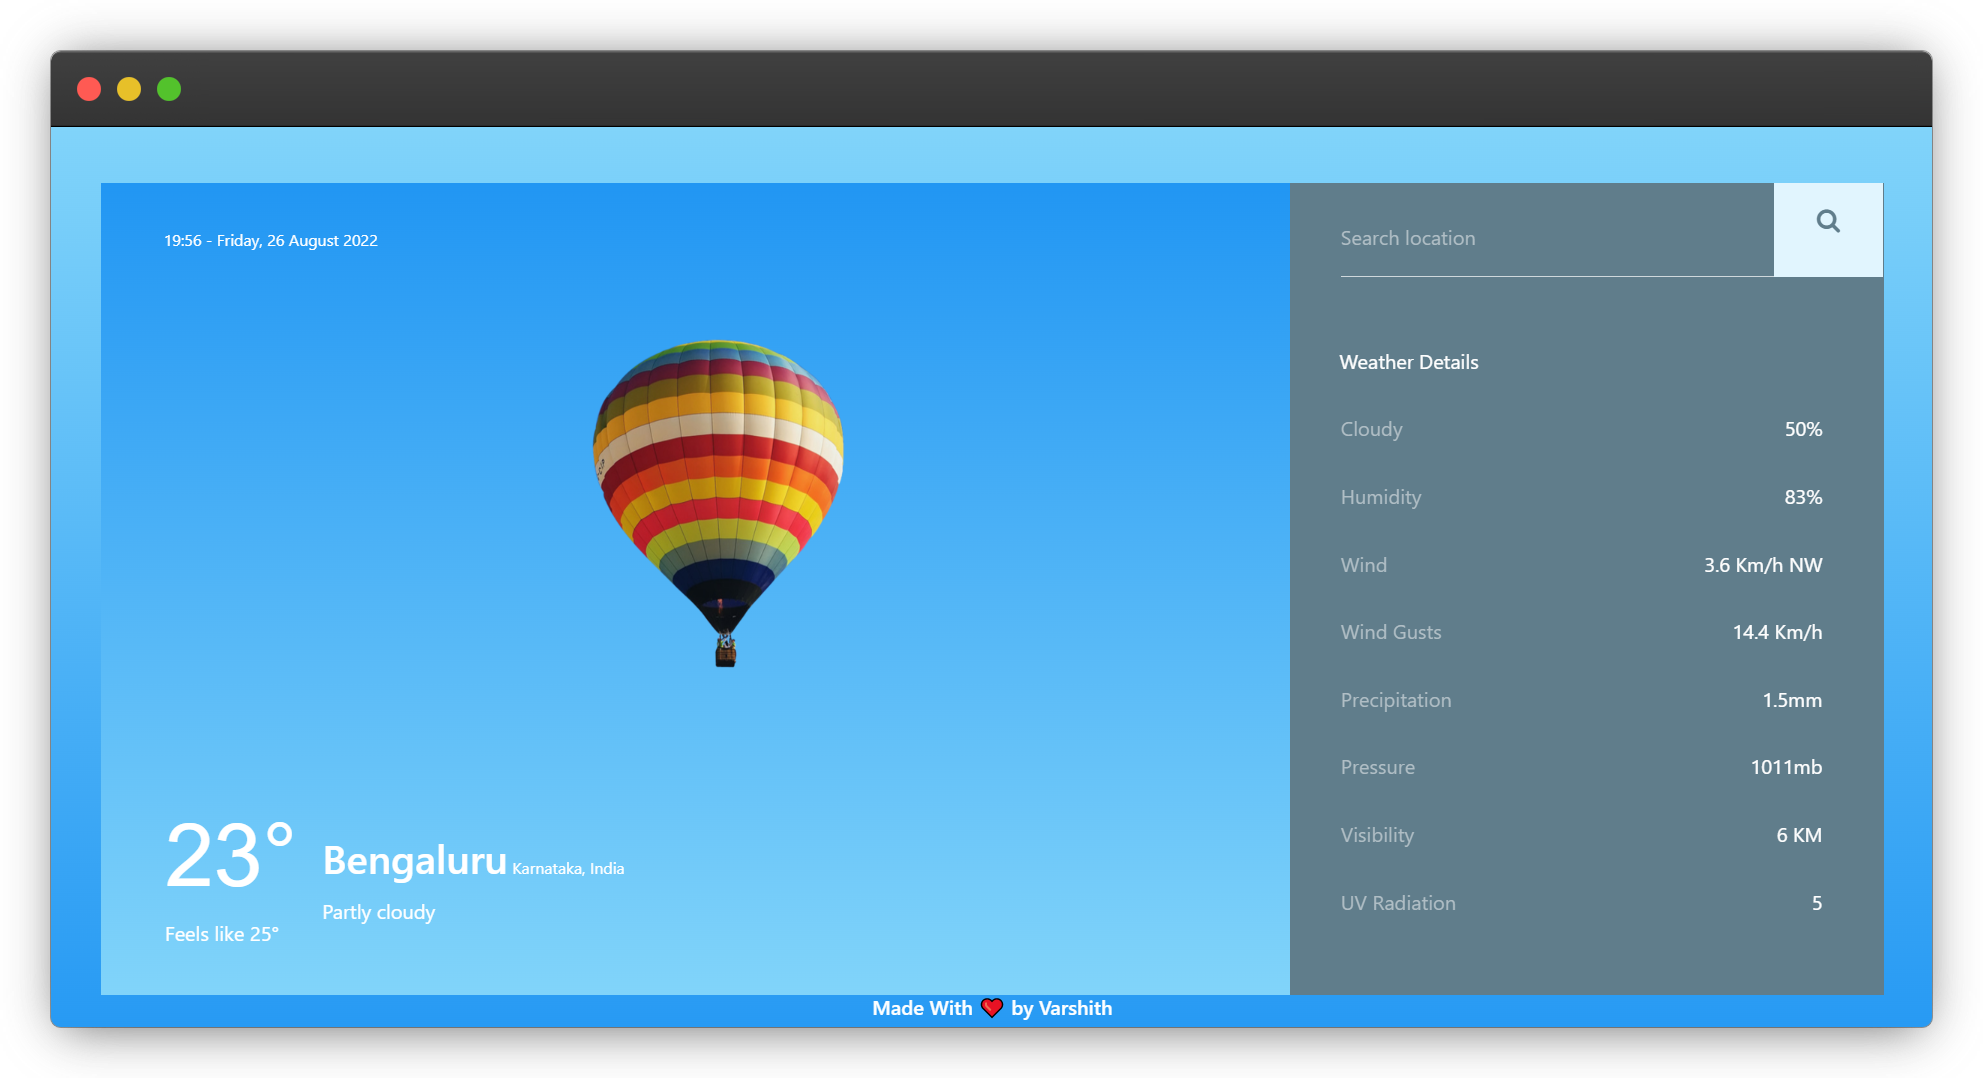 19:56 - Friday, 26 August 2022
23°
Bengaluru Karnataka, India
Partly cloudy
Feels like 25°
Search location
Weather Details
Cloudy 50%
Humidity 83%
Wind 3.6 Km/h NW
Wind Gusts 14.4 Km/h
Precipitation 1.5mm
Pressure 1011mb
Visibility 6 KM
UV Radiation 5
Made With ❤️ by Varshith